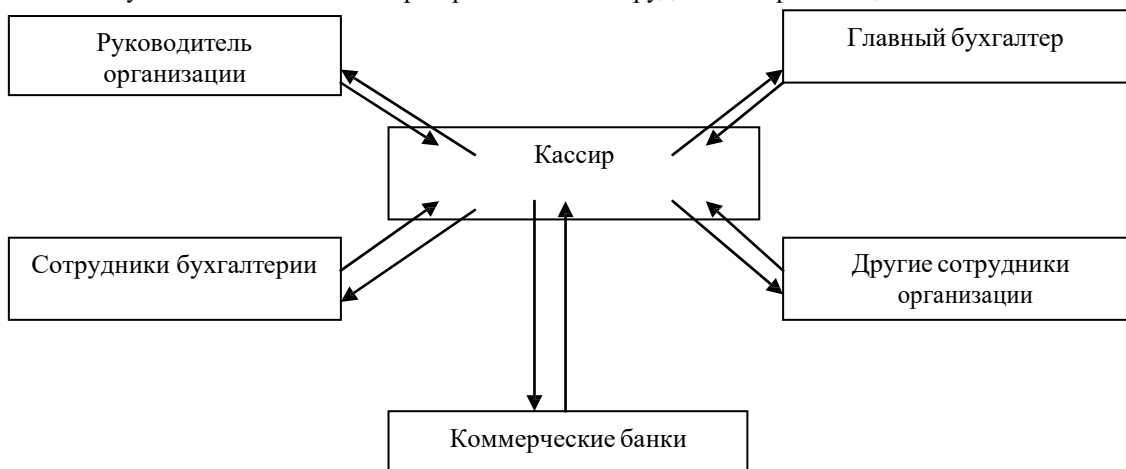 Руководитель
организации
Главный бухгалтер
Кассир
Сотрудники бухгалтерии
Другие сотрудники
организации
Коммерческие банки